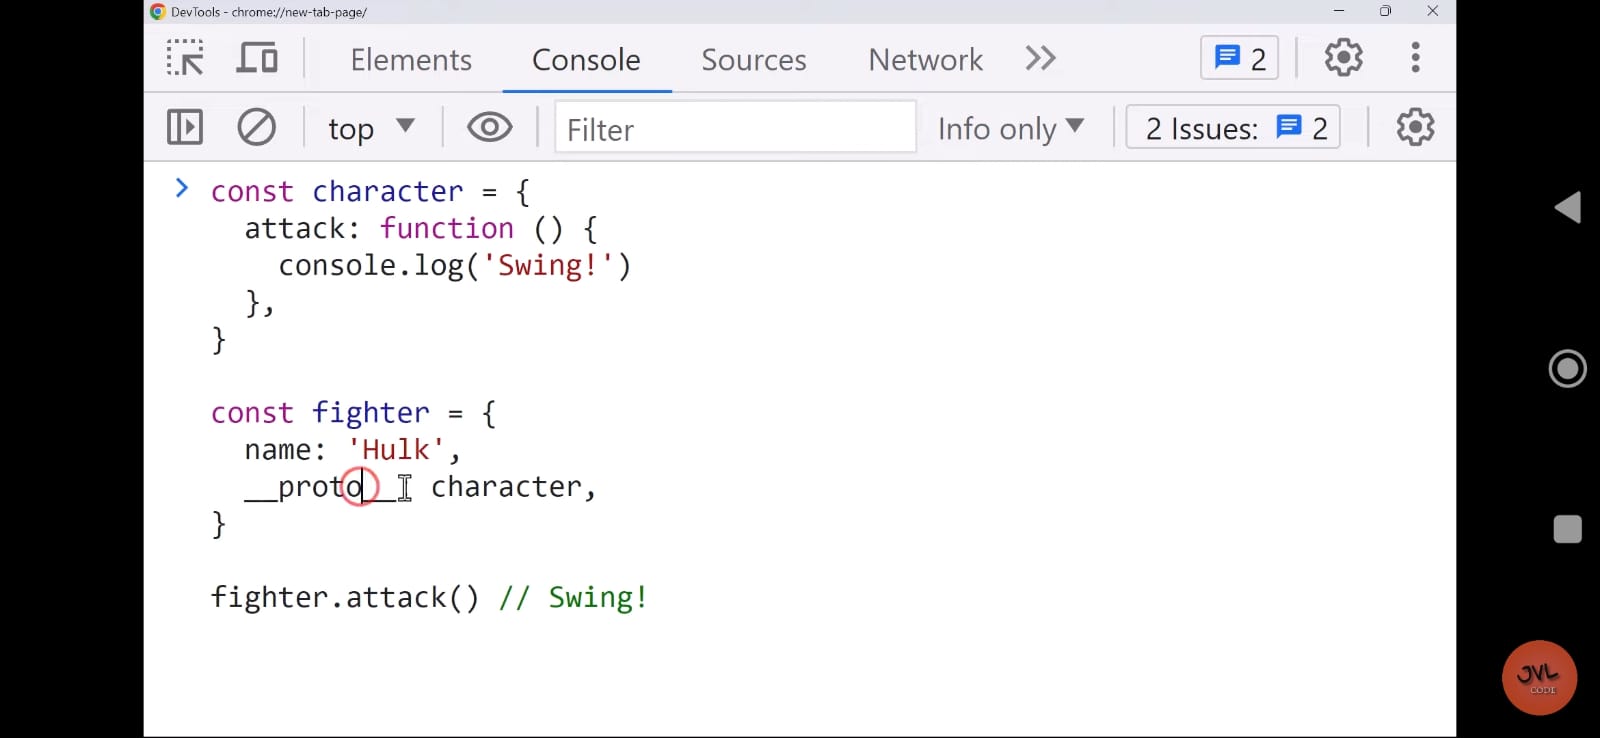 DevTools - chrome://new-tab-page/
Elements Console Sources Network 2
top Filter Info only 2 Issues: 2
const character = {
attack: function () {
console.log('Swing!')
},
}
const fighter = {
name: 'Hulk',
__proto__ character,
}
fighter.attack() // Swing!
JVL
CODE